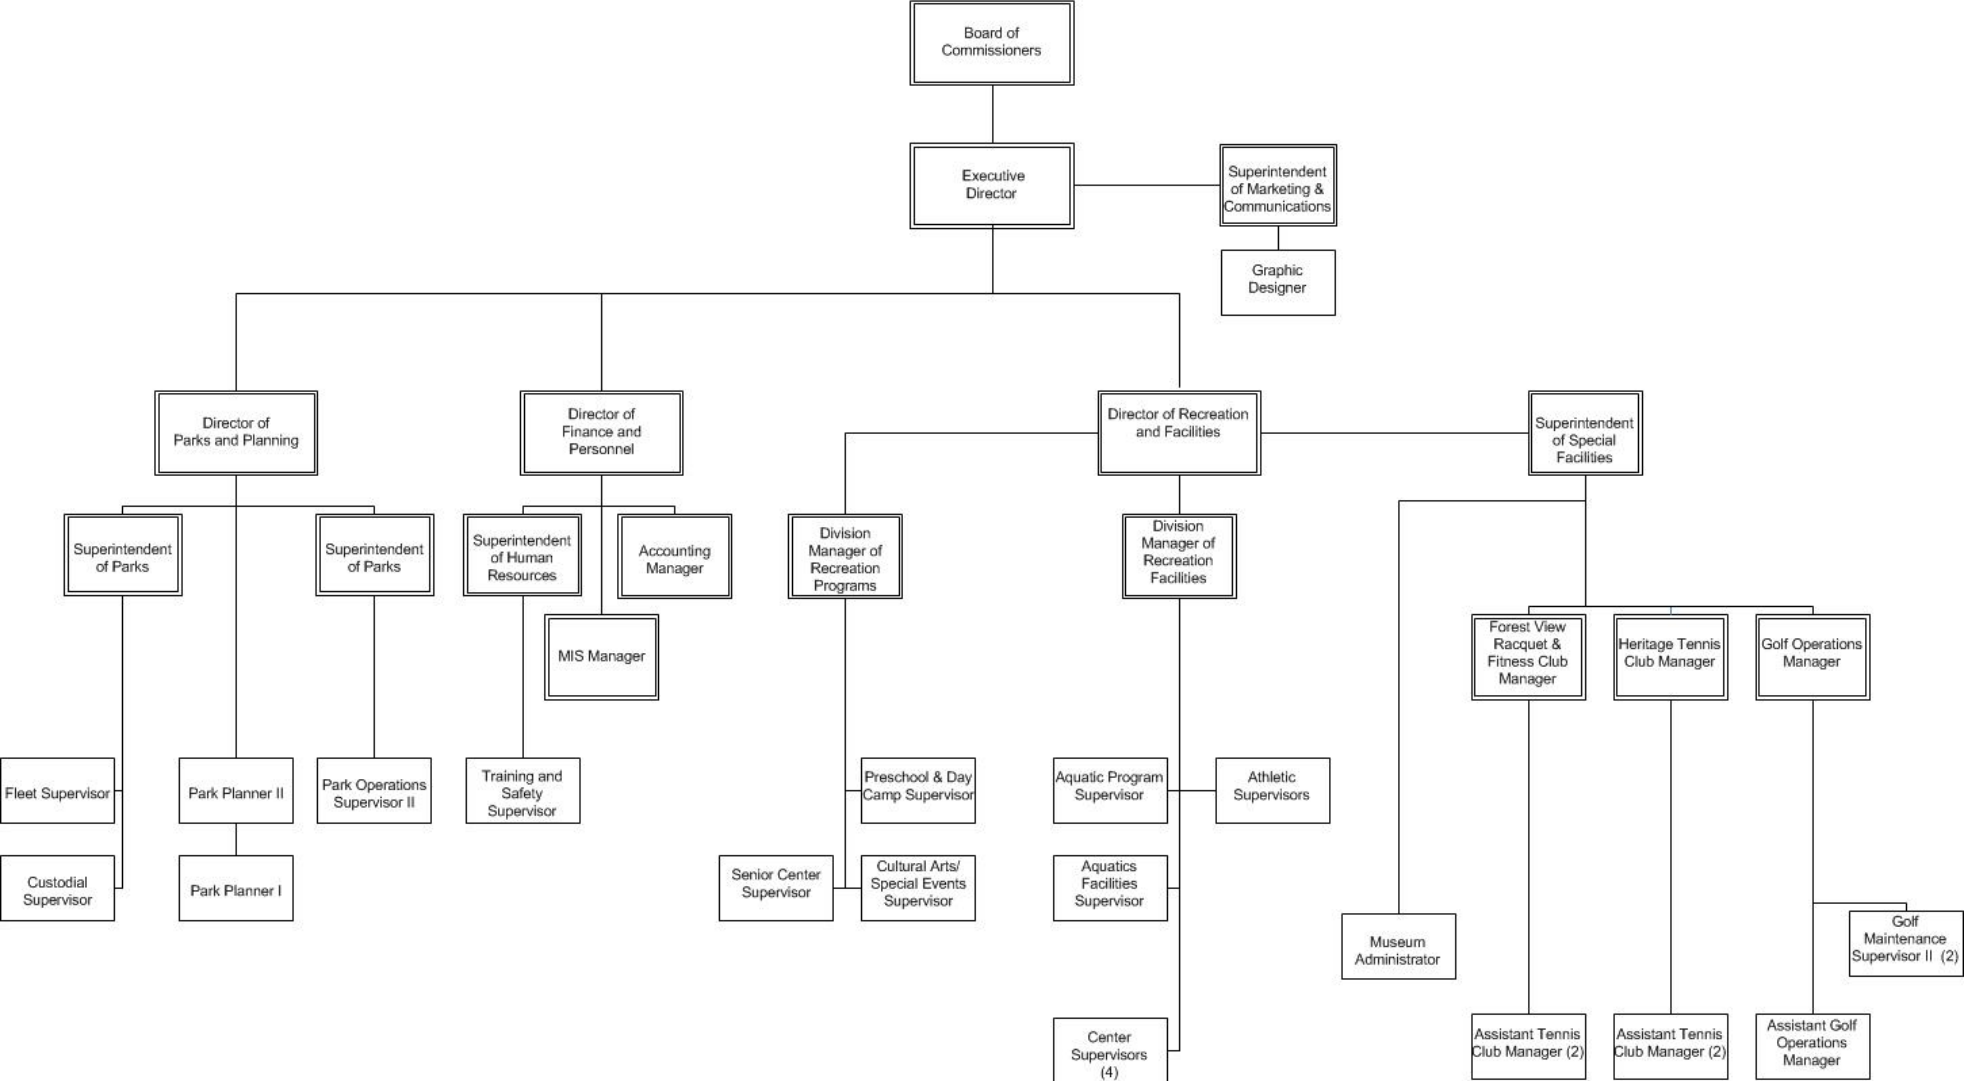 Board of
Commissioners
Executive
Director
Superintendent
of Marketing &
Communications
Graphic
Designer
Director of
Parks and Planning
Director of
Finance and
Personnel
Director of Recreation
and Facilities
Superintendent
of Special
Facilities
Superintendent
of Parks
Superintendent
of Parks
Superintendent
of Human
Resources
Accounting
Manager
Division
Manager of
Recreation
Programs
Division
Manager of
Recreation
Facilities
MIS Manager
Forest View
Racquet &
Fitness Club
Manager
Heritage Tennis
Club Manager
Golf Operations
Manager
Fleet Supervisor
Park Planner II
Park Operations
Supervisor II
Training and
Safety
Supervisor
Preschool & Day
Camp Supervisor
Aquatic Program
Supervisor
Athletic
Supervisors
Custodial
Supervisor
Park Planner I
Senior Center
Supervisor
Cultural Arts/
Special Events
Supervisor
Aquatics
Facilities
Supervisor
Museum
Administrator
Golf
Maintenance
Supervisor II (2)
Center
Supervisors
(4)
Assistant Tennis
Club Manager (2)
Assistant Tennis
Club Manager (2)
Assistant Golf
Operations
Manager